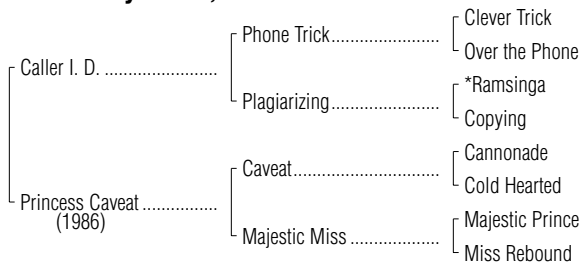 Clever Trick
Phone Trick
Over the Phone
Caller I. D.
*Ramsinga
Plagiarizing
Copying
Cannonade
Caveat
Cold Hearted
Princess Caveat
(1986)
Majestic Prince
Majestic Miss
Miss Rebound